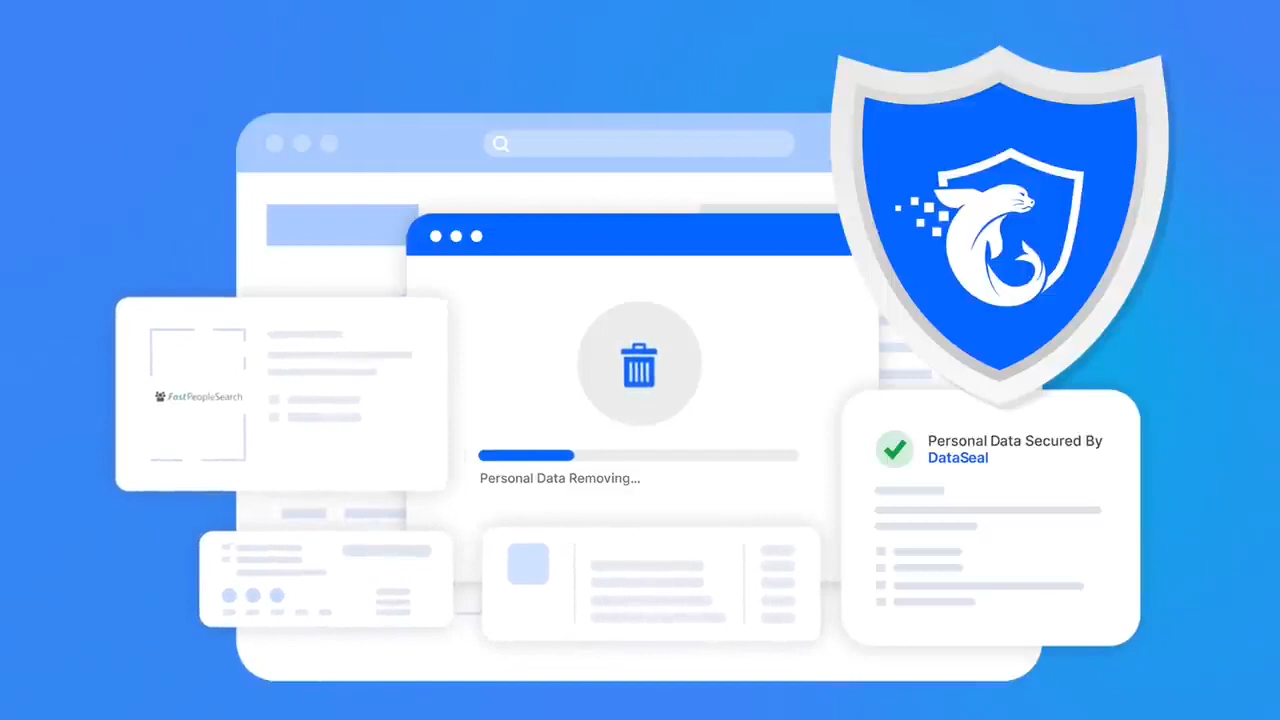 FastPeopleSearch
Personal Data Removing...
Personal Data Secured By
DataSeal